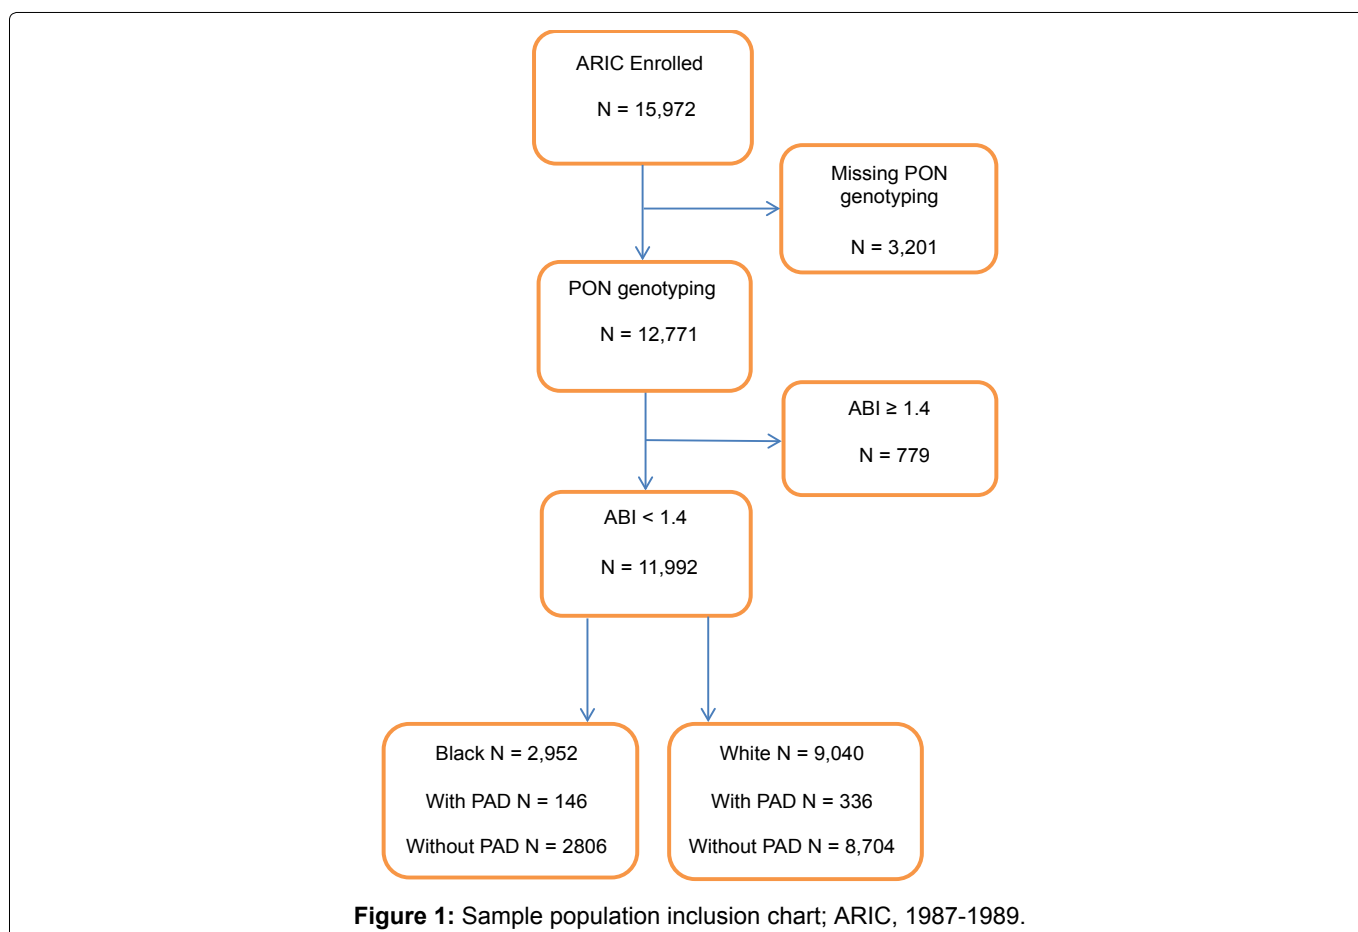 ARIC Enrolled
N = 15,972
Missing PON
genotyping
N = 3,201
PON genotyping
N = 12,771
ABI ≥ 1.4
N = 779
ABI < 1.4
N = 11,992
Black N = 2,952
With PAD N = 146
Without PAD N = 2806
White N = 9,040
With PAD N = 336
Without PAD N = 8,704
Figure 1: Sample population inclusion chart; ARIC, 1987-1989.